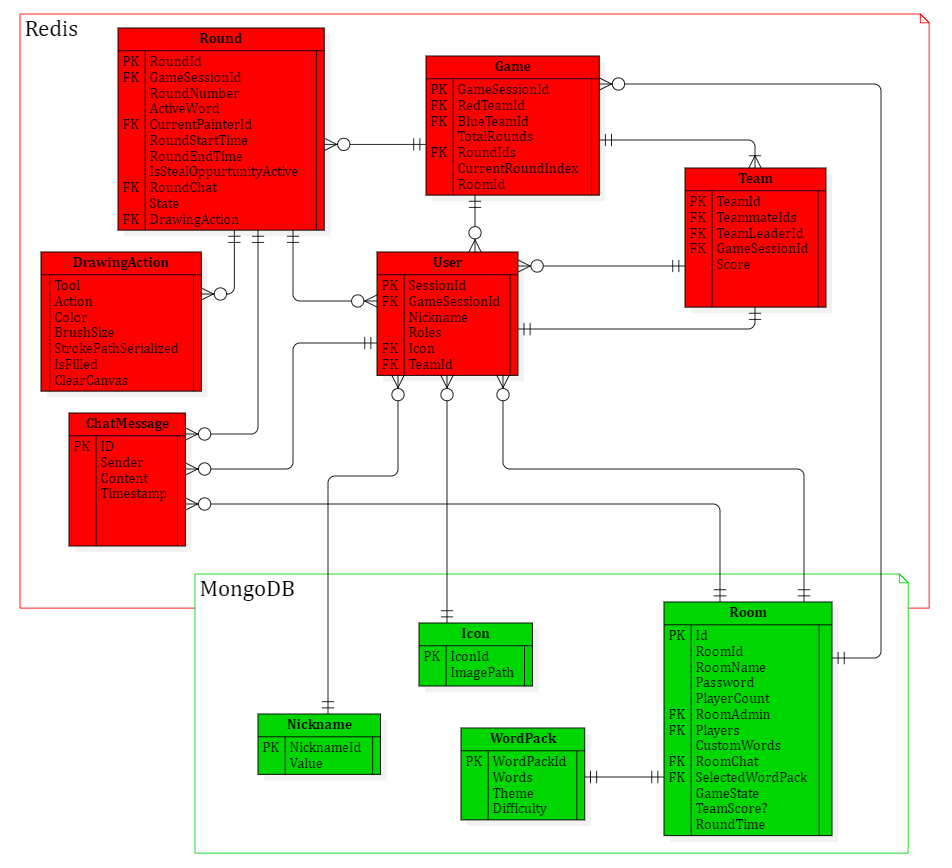 Redis
Round
PK RoundId
FK GameSessionId
RoundNumber
ActiveWord
FK CurrentPainterId
RoundStartTime
RoundEndTime
IsStealOppurtunityActive
FK RoundChat
State
FK DrawingAction
Game
PK GameSessionId
FK RedTeamId
FK BlueTeamId
TotalRounds
FK RoundIds
CurrentRoundIndex
RoomId
Team
PK TeamId
FK TeammateIds
FK TeamLeaderId
FK GameSessionId
Score
DrawingAction
Tool
Action
Color
BrushSize
StrokePathSerialized
IsFilled
ClearCanvas
User
PK SessionId
FK GameSessionId
Nickname
Roles
FK Icon
FK TeamId
ChatMessage
PK ID
Sender
Content
Timestamp
MongoDB
Icon
PK IconId
ImagePath
Room
PK Id
RoomId
RoomName
Password
PlayerCount
FK RoomAdmin
FK Players
CustomWords
FK RoomChat
FK SelectedWordPack
GameState
TeamScore?
RoundTime
Nickname
PK NicknameId
Value
WordPack
PK WordPackId
Words
Theme
Difficulty